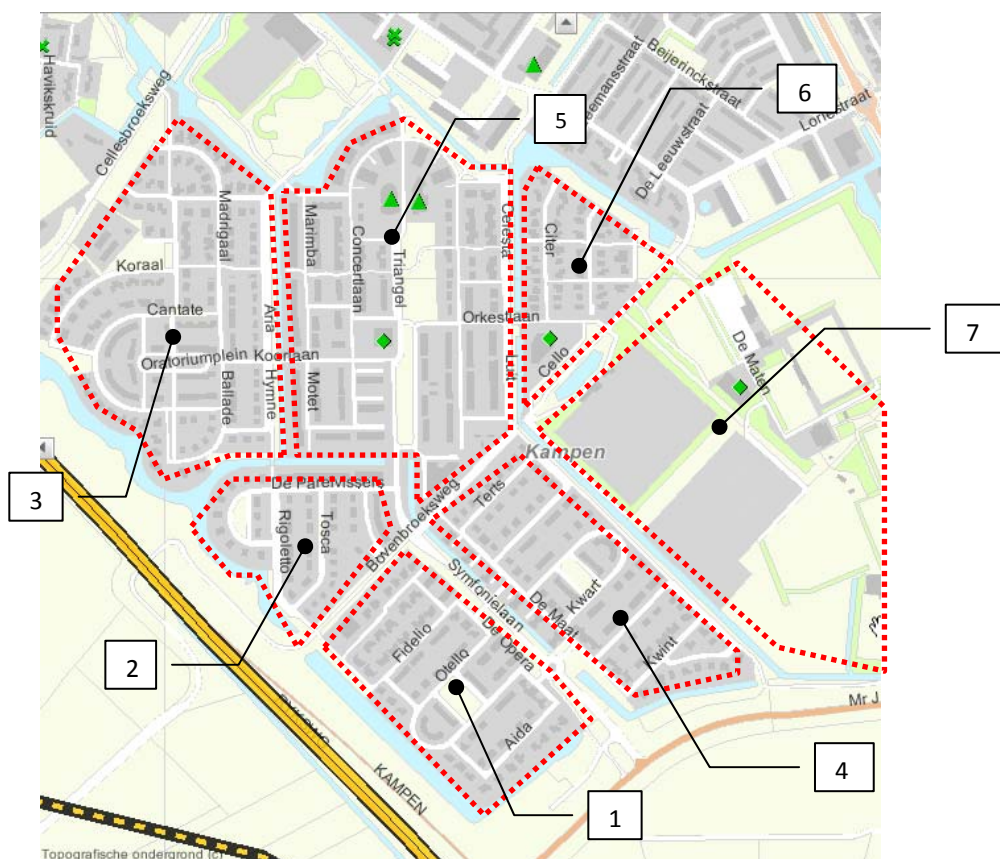 Havikskruid
Cellesbroeksweg
Beijerinckstraat
eemansstraat
Loriestraat
De Leeuwstraat
5
6
7
3
2
4
1
Madrigaal
Koraal
Cantate
Oratoriumplein
Koorlaan
Ballade
Aria
Hymne
Marimba
Concertlaan
Triangel
Celesta
Orkestlaan
Luit
Motet
Citer
Cello
De Maten
Kampen
De Parelvissers
Rigoletto
Tosca
Bovenbroeksweg
Terts
Symfonielaan
De Maat
Kwart
Kwint
De Opera
Fidelio
Otello
Aida
Mr J
KAMPEN
Topografische ondergrond (c)